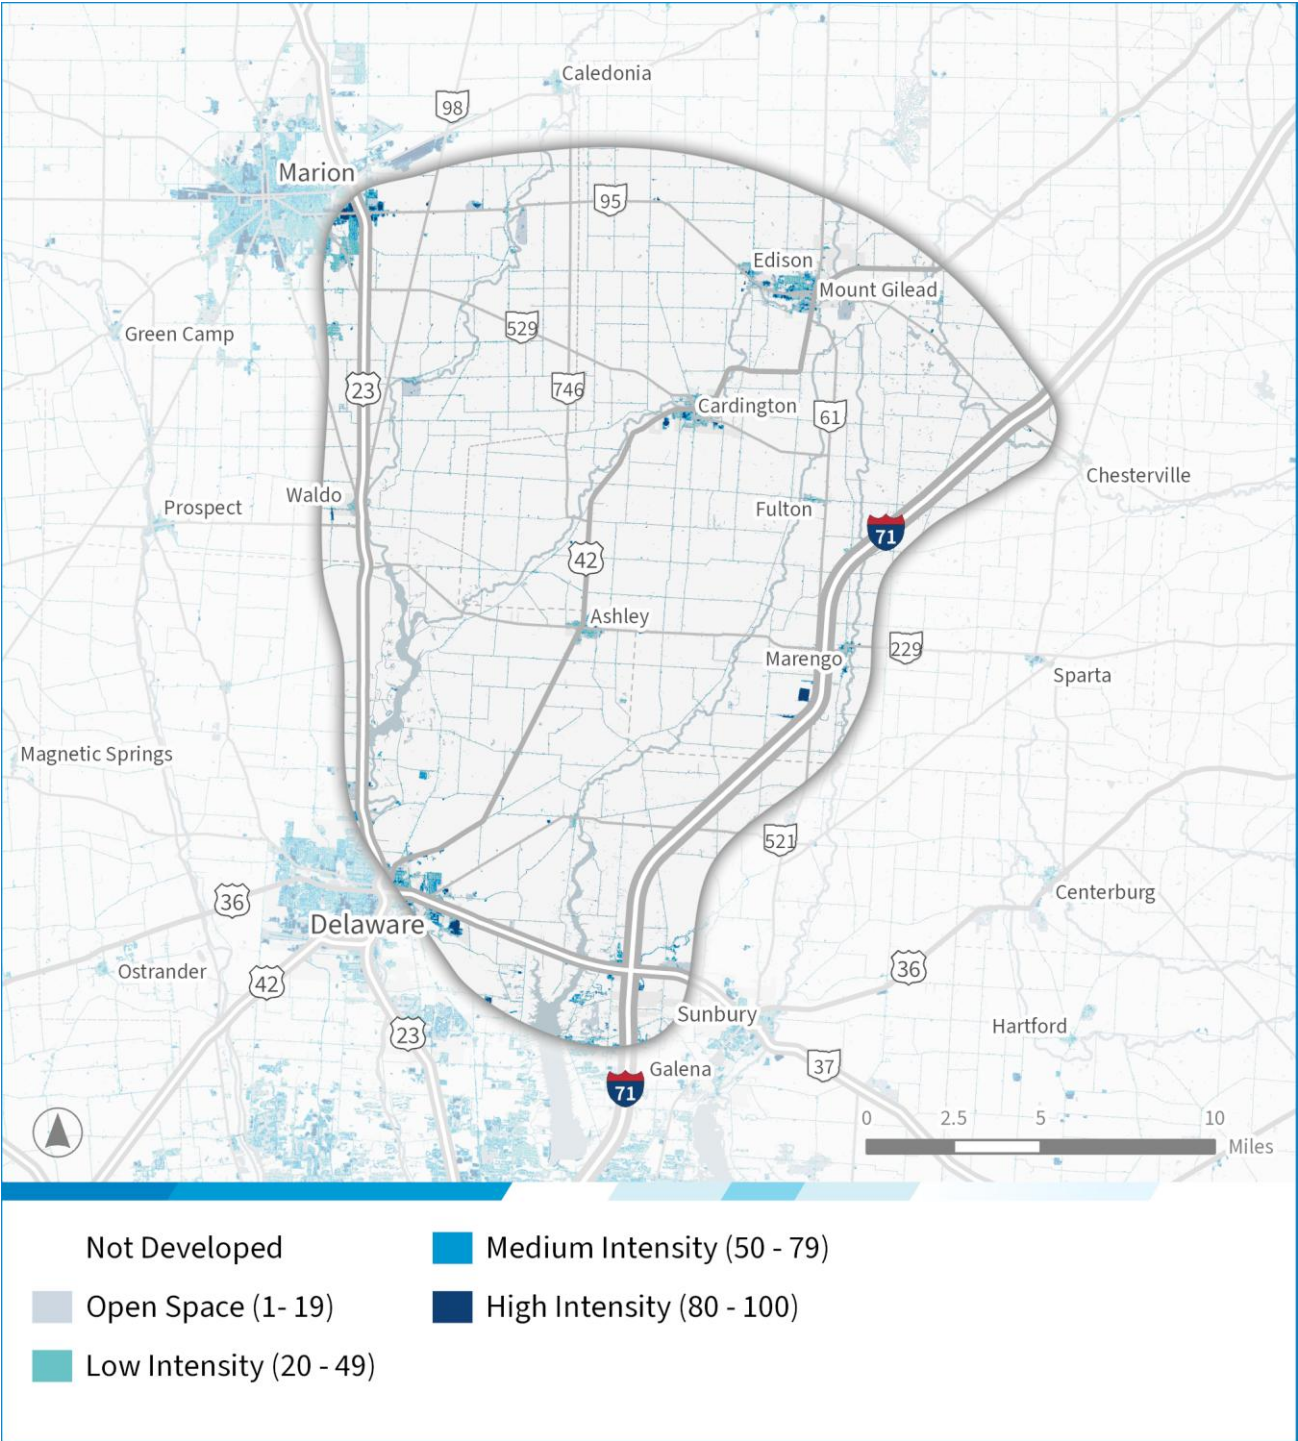 Caledonia
98
Marion
95
Edison
Mount Gilead
Green Camp
529
23
746
Cardington
61
Chesterville
Waldo
Prospect
Fulton
71
42
Ashley
229
Marengo
Sparta
Magnetic Springs
521
36
Centerburg
Delaware
Ostrander
42
36
23
Sunbury
Hartford
Galena
37
71
0 2.5 5 10
Miles
Not Developed
Medium Intensity (50 - 79)
Open Space (1- 19)
High Intensity (80 - 100)
Low Intensity (20 - 49)